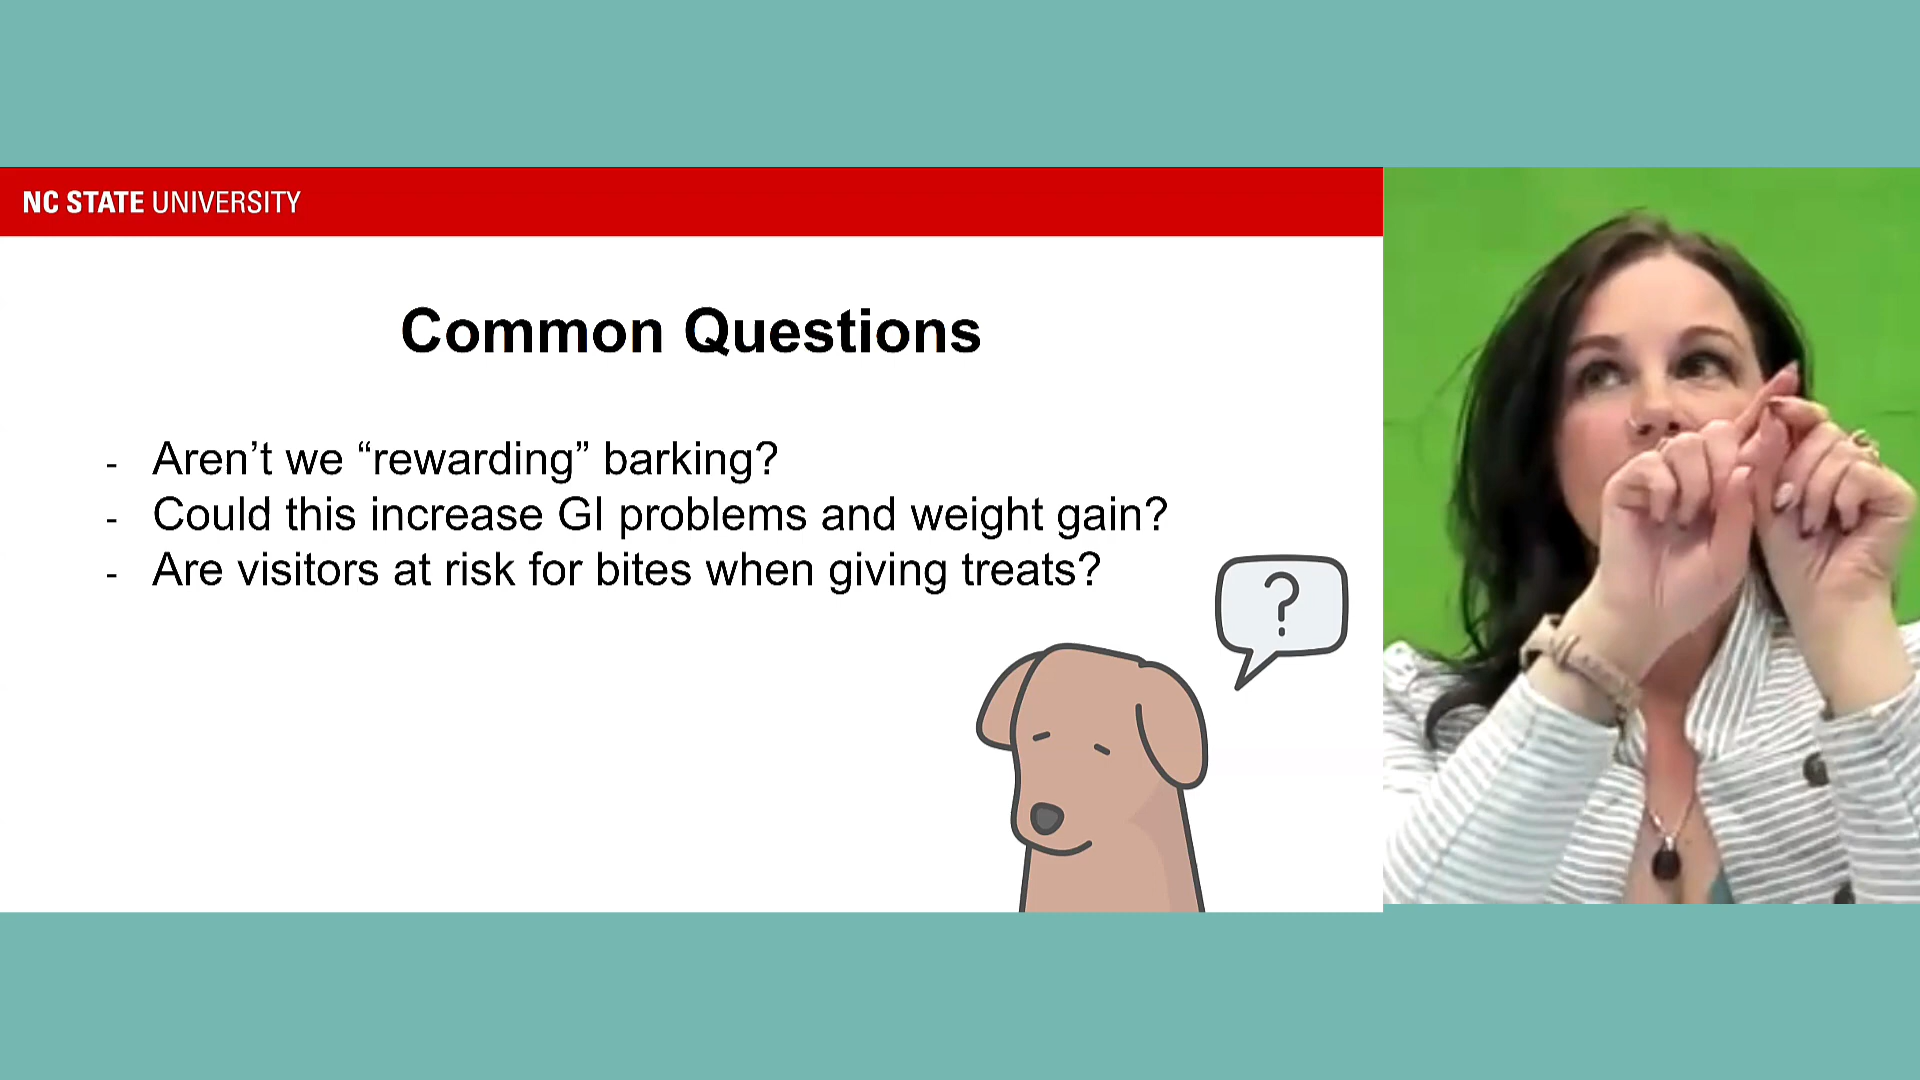 NC STATE UNIVERSITY
Common Questions
- Aren’t we “rewarding” barking?
- Could this increase GI problems and weight gain?
- Are visitors at risk for bites when giving treats?
?